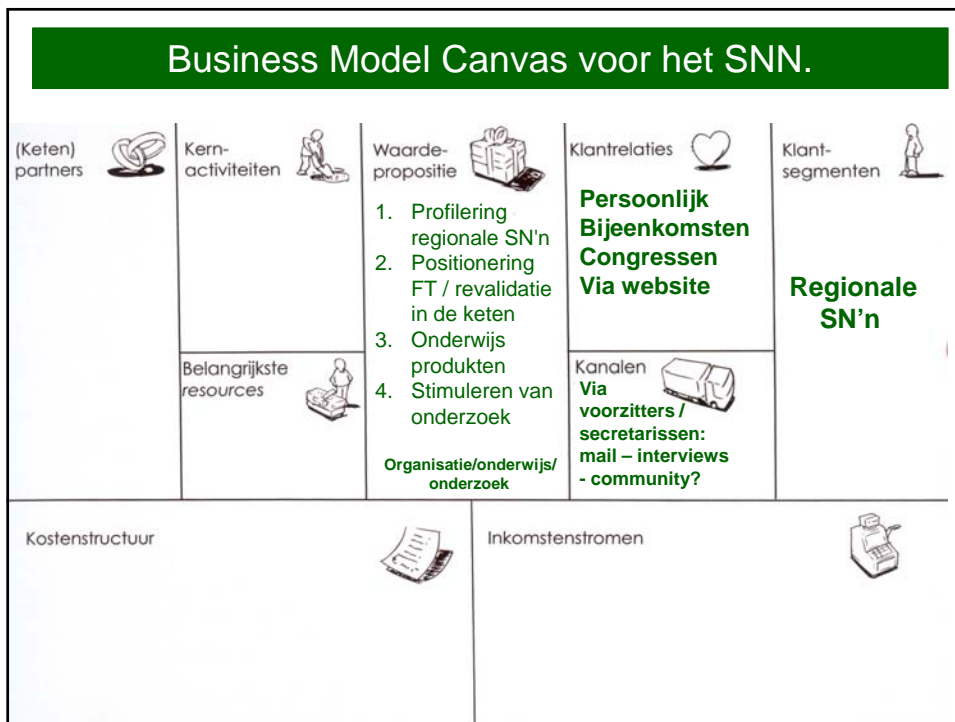 Business Model Canvas voor het SNN.
(Keten)
partners
Kern-
activiteiten
Belangrijkste
resources
Waarde-
propositie
1. Profilering
regionale SN'n
2. Positionering
FT / revalidatie
in de keten
3. Onderwijs
produkten
4. Stimuleren van
onderzoek
Organisatie/onderwijs/
onderzoek
Klantrelaties
Persoonlijk
Bijeenkomsten
Congressen
Via website
Kanalen
Via
voorzitters /
secretarissen:
mail – interviews
- community?
Klant-
segmenten
Regionale
SN’n
Kostenstructuur
Inkomstenstromen